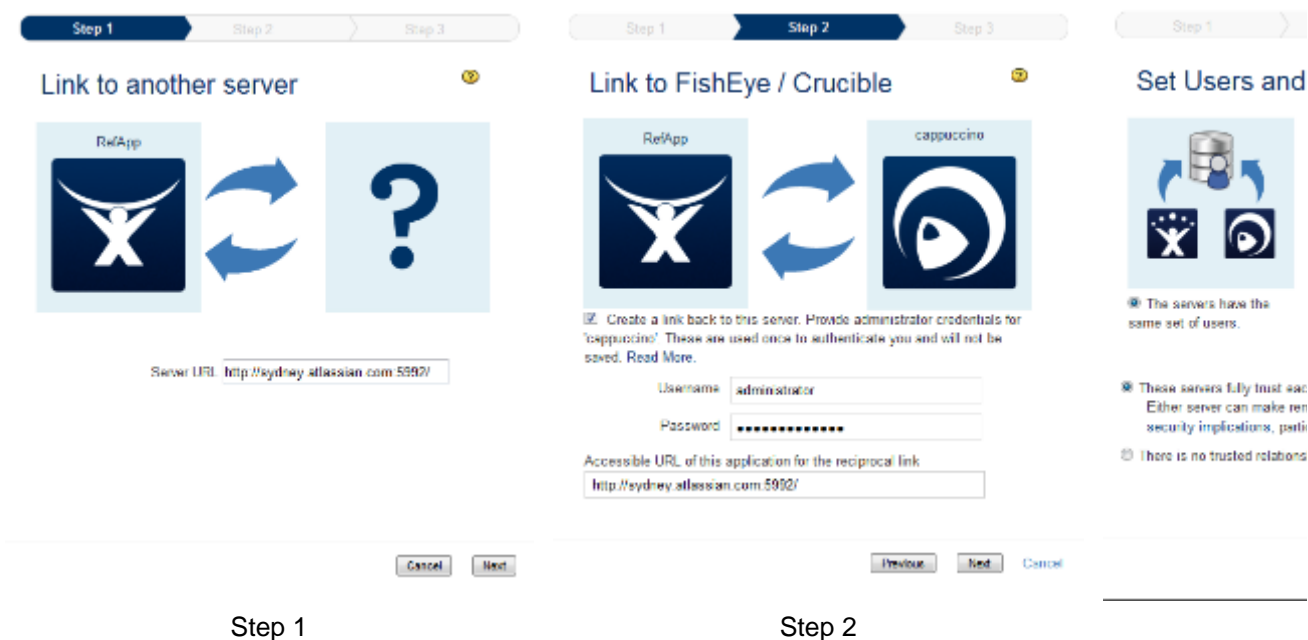 Step 1
Step 2
Step 3
Link to another server
?
RefApp
?
Server URL http://sydney.atlassian.com:5992/
Cancel
Next
Step 1
Step 1
Step 2
Step 3
Link to FishEye / Crucible
?
RefApp
cappuccino
Create a link back to this server. Provide administrator credentials for
'cappuccino'. These are used once to authenticate you and will not be
saved. Read More.
Username administrator
Password
Accessible URL of this application for the reciprocal link
http://sydney.atlassian.com:5992/
Previous
Next
Cancel
Step 2
Step 1
Set Users and
The servers have the
same set of users.
These servers fully trust eac
Either server can make rem
security implications, parti
There is no trusted relations